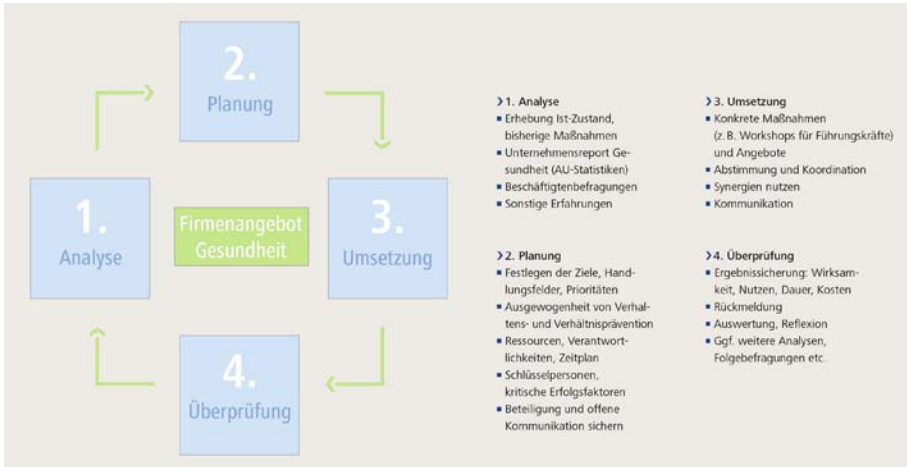 2.
Planung
1.
Analyse
Firmenangebot
Gesundheit
3.
Umsetzung
4.
Überprüfung
1. Analyse
Erhebung Ist-Zustand,
bisherige Maßnahmen
Unternehmensreport Ge-
sundheit (AU-Statistiken)
Beschäftigtenbefragungen
Sonstige Erfahrungen
2. Planung
Festlegen der Ziele, Hand-
lungsfelder, Prioritäten
Ausgewogenheit von Verhal-
tens- und Verhältnisprävention
Ressourcen, Verantwort-
lichkeiten, Zeitplan
Schlüsselpersonen,
kritische Erfolgsfaktoren
Beteiligung und offene
Kommunikation sichern
3. Umsetzung
Konkrete Maßnahmen
(z. B. Workshops für Führungskräfte)
und Angebote
Abstimmung und Koordination
Synergien nutzen
Kommunikation
4. Überprüfung
Ergebnissicherung: Wirksam-
keit, Nutzen, Dauer, Kosten
Rückmeldung
Auswertung, Reflexion
Ggf. weitere Analysen,
Folgebefragungen etc.